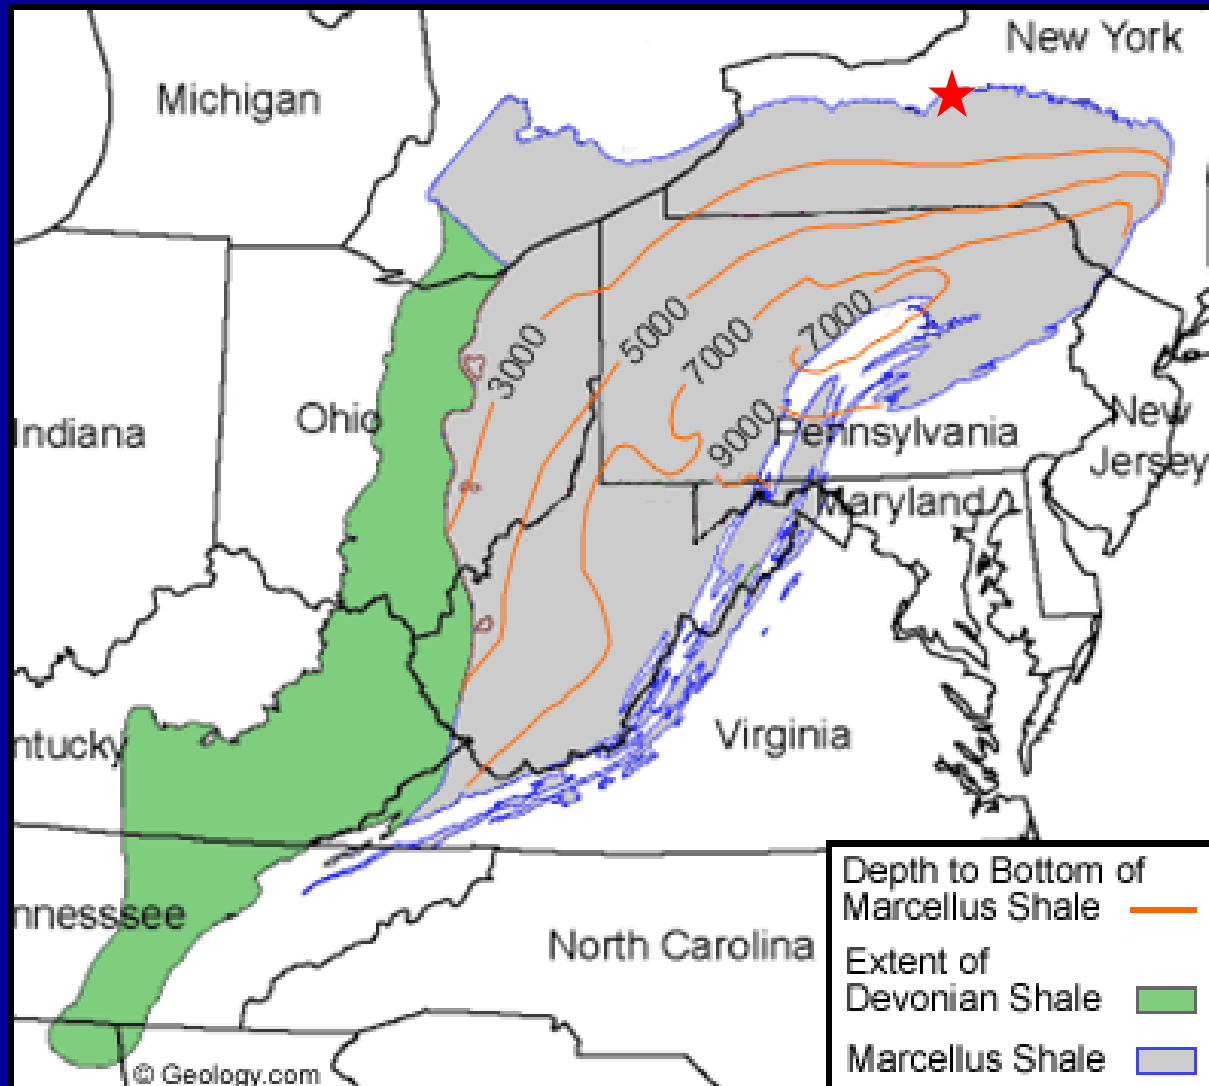 New York
Michigan
3000
5000
7000
7000
9000
Indiana
Ohio
Pennsylvania
New
Jersey
Maryland
ntucky
Virginia
nnesssee
North Carolina
Depth to Bottom of
Marcellus Shale
Extent of
Devonian Shale
Marcellus Shale
© Geology.com